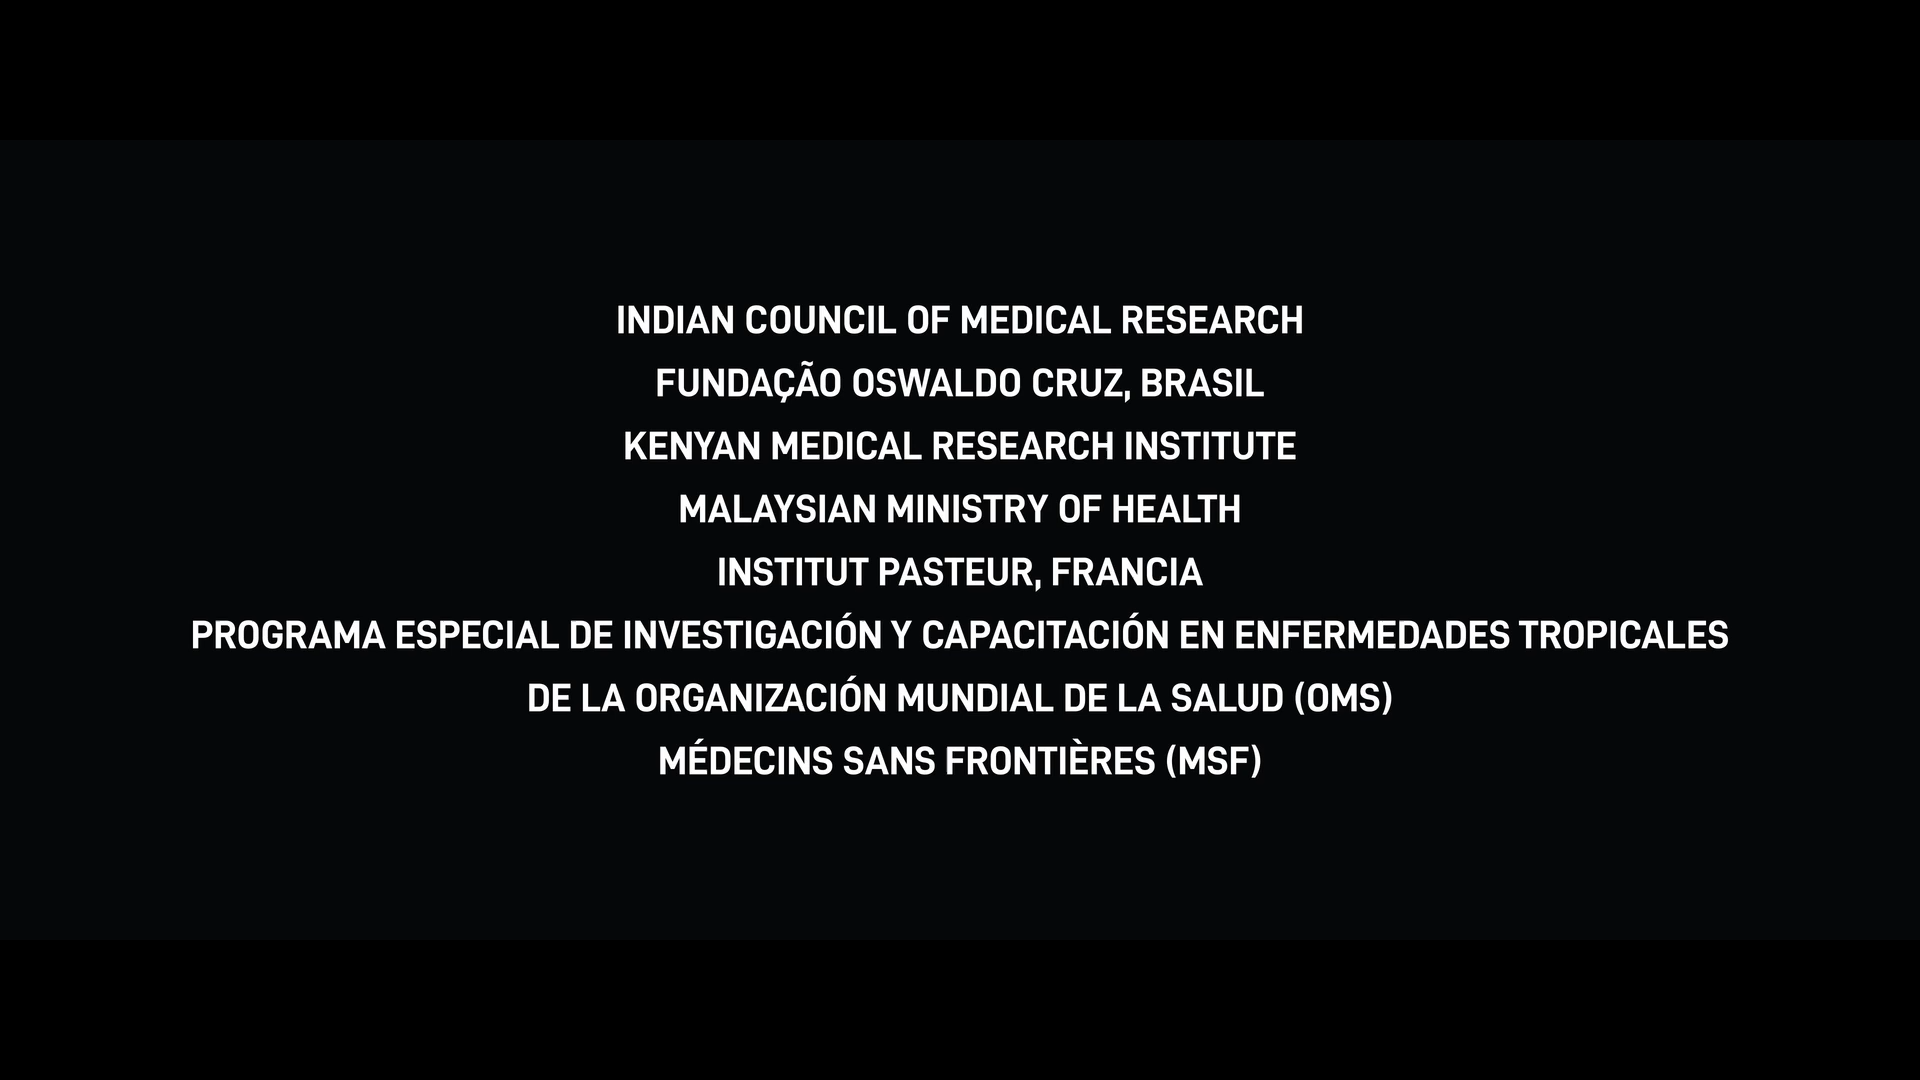 INDIAN COUNCIL OF MEDICAL RESEARCH
FUNDAÇÃO OSWALDO CRUZ, BRASIL
KENYAN MEDICAL RESEARCH INSTITUTE
MALAYSIAN MINISTRY OF HEALTH
INSTITUT PASTEUR, FRANCIA
PROGRAMA ESPECIAL DE INVESTIGACIÓN Y CAPACITACIÓN EN ENFERMEDADES TROPICALES
DE LA ORGANIZACIÓN MUNDIAL DE LA SALUD (OMS)
MÉDECINS SANS FRONTIÈRES (MSF)